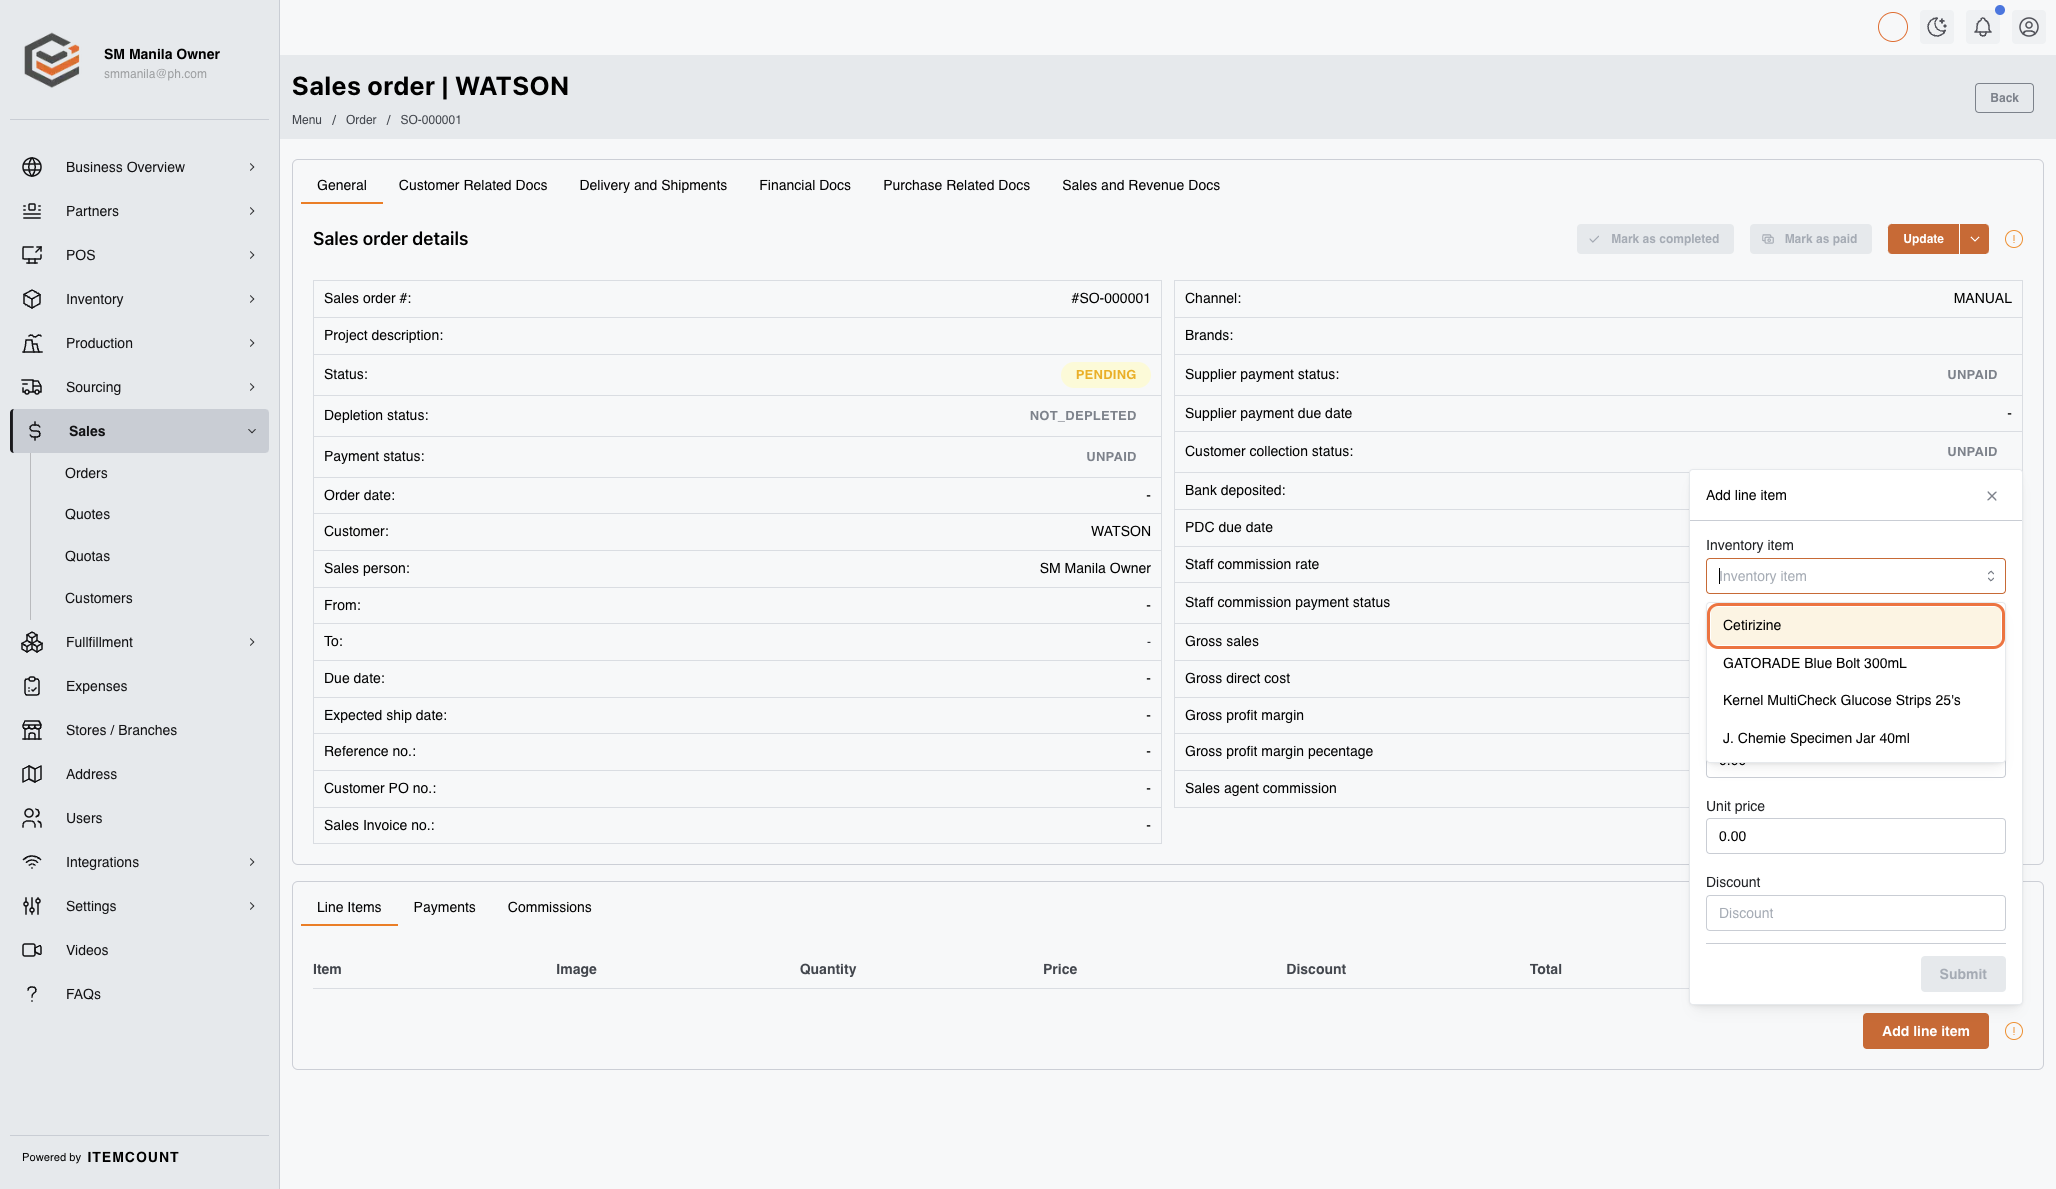 SM Manila Owner
smmanila@ph.com
Business Overview
Partners
POS
Inventory
Production
Sourcing
Sales
Orders
Quotes
Quotas
Customers
Fullfillment
Expenses
Stores / Branches
Address
Users
Integrations
Settings
Videos
FAQs
Powered by ITEMCOUNT
Sales order | WATSON
Menu / Order / SO-000001
Back
General Customer Related Docs Delivery and Shipments Financial Docs Purchase Related Docs Sales and Revenue Docs
Sales order details
Mark as completed Mark as paid Update
Sales order #: #SO-000001
Project description:
Status: PENDING
Depletion status: NOT_DEPLETED
Payment status: UNPAID
Order date: -
Customer: WATSON
Sales person: SM Manila Owner
From: -
To: -
Due date: -
Expected ship date: -
Reference no.: -
Customer PO no.: -
Sales Invoice no.: -
Channel: MANUAL
Brands:
Supplier payment status: UNPAID
Supplier payment due date -
Customer collection status: UNPAID
Bank deposited:
PDC due date
Staff commission rate
Staff commission payment status
Gross sales
Gross direct cost
Gross profit margin
Gross profit margin pecentage
Sales agent commission
Add line item
Inventory item
Inventory item
Cetirizine
GATORADE Blue Bolt 300mL
Kernel MultiCheck Glucose Strips 25's
J. Chemie Specimen Jar 40ml
Unit price
0.00
Discount
Discount
Submit
Line Items Payments Commissions
Item Image Quantity Price Discount Total
Add line item